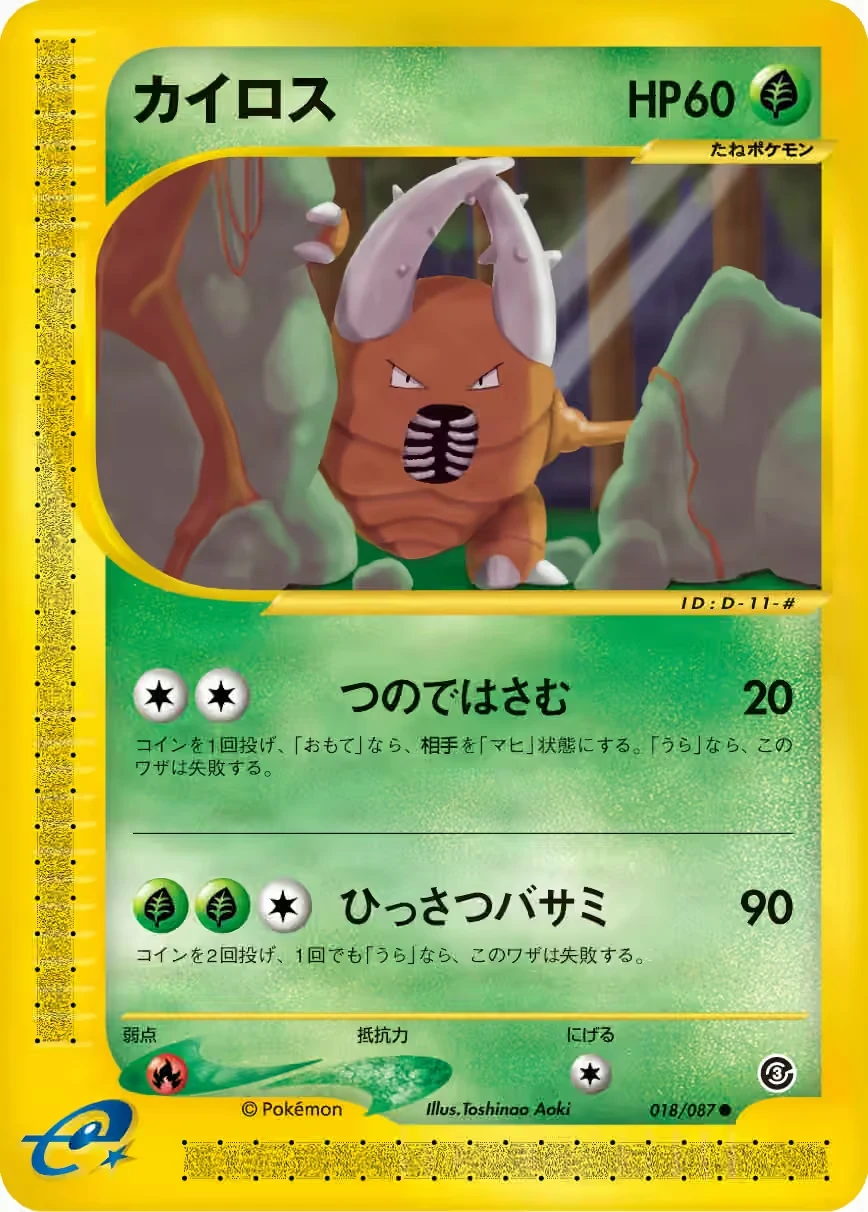 カイロス
HP60
たねポケモン
ID:D-11-#
つのではさむ 20
コインを1回投げ、「おもて」なら、相手を「マヒ」状態にする。「うら」なら、この
ワザは失敗する。
ひっさつバサミ 90
コインを2回投げ、1回でも「うら」なら、このワザは失敗する。
弱点 抵抗力 にげる
3
© Pokémon Illus.Toshinao Aoki 018/087●
e